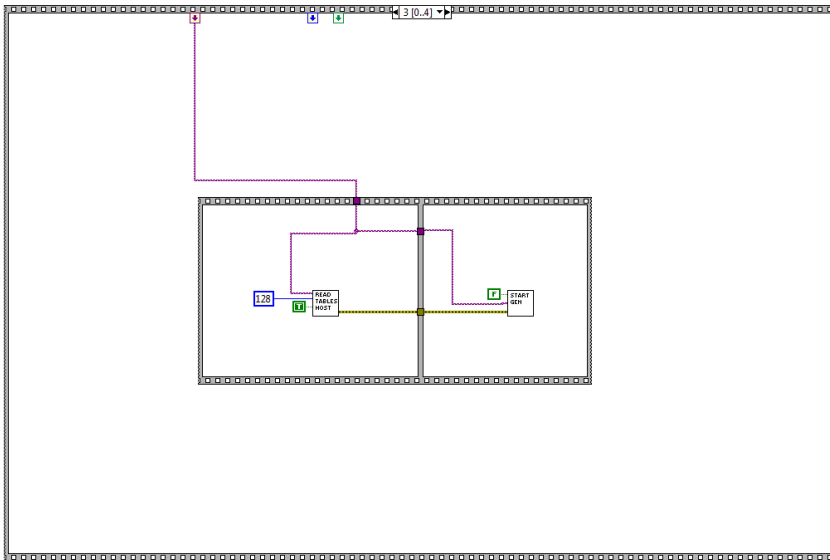 3 [0..4]
128
T
READ
TABLES
HOST
F
START
GEN